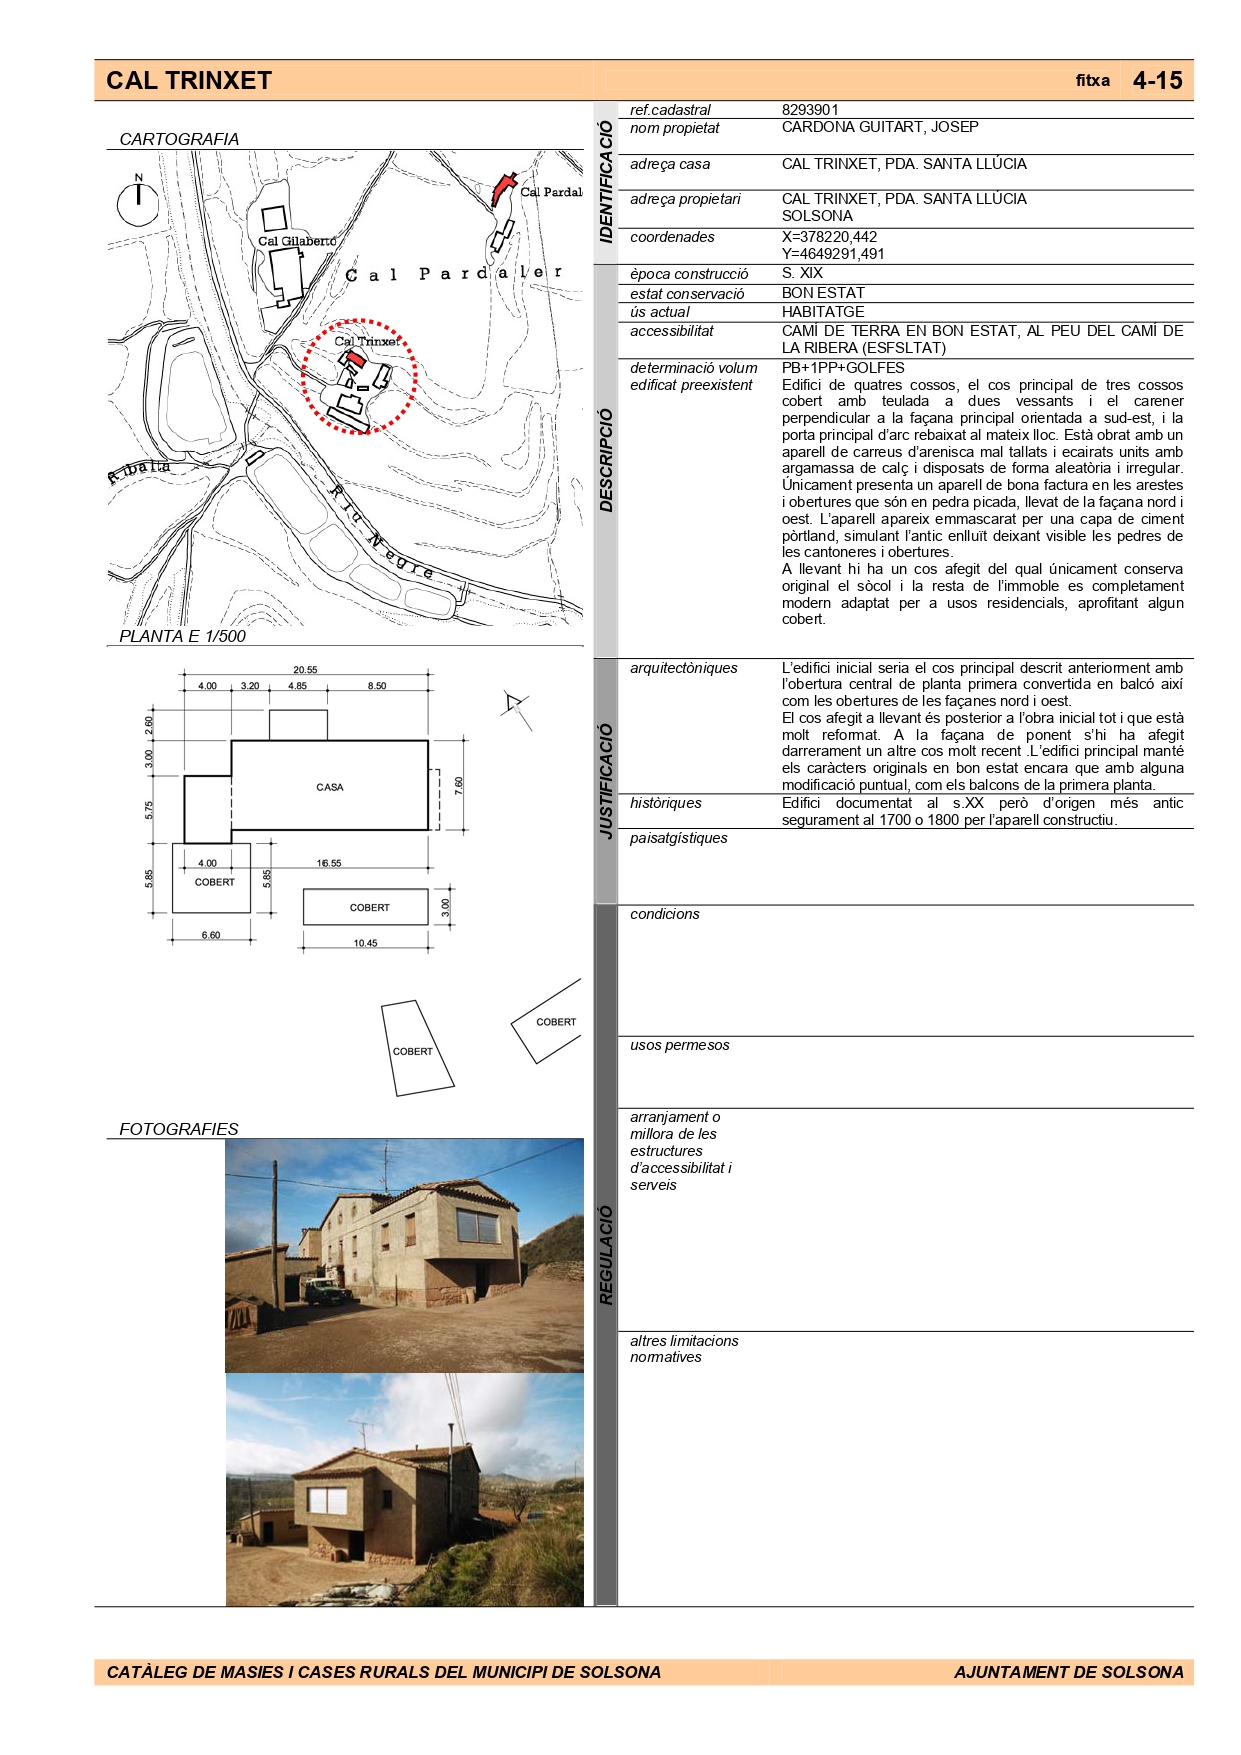 CAL TRINXET
fitxa 4-15
CARTOGRAFIA
N
Cal Pardal
Cal Gilaberto
Cal Pardaler
Cal Trinxet
Riballa
Riu Negre
PLANTA E 1/500
20.55
4.00 3.20 4.85 8.50
2.60
3.00
5.75
5.85
CASA
7.60
4.00
16.55
COBERT
5.85
COBERT
3.00
6.60
10.45
COBERT
COBERT
FOTOGRAFIES
IDENTIFICACIÓ
ref.cadastral 8293901
nom propietat CARDONA GUITART, JOSEP
adreça casa CAL TRINXET, PDA. SANTA LLÚCIA
adreça propietari CAL TRINXET, PDA. SANTA LLÚCIA
SOLSONA
coordenades X=378220,442
Y=4649291,491
DESCRIPCIÓ
època construcció S. XIX
estat conservació BON ESTAT
ús actual HABITATGE
accessibilitat CAMÍ DE TERRA EN BON ESTAT, AL PEU DEL CAMÍ DE
LA RIBERA (ESFSLTAT)
determinació volum PB+1PP+GOLFES
edificat preexistent Edifici de quatres cossos, el cos principal de tres cossos
cobert amb teulada a dues vessants i el carener
perpendicular a la façana principal orientada a sud-est, i la
porta principal d'arc rebaixat al mateix lloc. Està obrat amb un
aparell de carreus d'arenisca mal tallats i ecairats units amb
argamassa de calç i disposats de forma aleatòria i irregular.
Únicament presenta un aparell de bona factura en les arestes
i obertures que són en pedra picada, llevat de la façana nord i
oest. L'aparell apareix emmascarat per una capa de ciment
pòrtland, simulant l'antic enlluït deixant visible les pedres de
les cantoneres i obertures.
A llevant hi ha un cos afegit del qual únicament conserva
original el sòcol i la resta de l'immoble es completament
modern adaptat per a usos residencials, aprofitant algun
cobert.
JUSTIFICACIÓ
arquitectòniques L'edifici inicial seria el cos principal descrit anteriorment amb
l'obertura central de planta primera convertida en balcó així
com les obertures de les façanes nord i oest.
El cos afegit a llevant és posterior a l'obra inicial tot i que està
molt reformat. A la façana de ponent s'hi ha afegit
darrerament un altre cos molt recent .L'edifici principal manté
els caràcters originals en bon estat encara que amb alguna
modificació puntual, com els balcons de la primera planta.
històriques Edifici documentat al s.XX però d'origen més antic
segurament al 1700 o 1800 per l'aparell constructiu.
paisatgístiques
REGULACIÓ
condicions
usos permesos
arranjament o
millora de les
estructures
d'accessibilitat i
serveis
altres limitacions
normatives
CATÀLEG DE MASIES I CASES RURALS DEL MUNICIPI DE SOLSONA
AJUNTAMENT DE SOLSONA